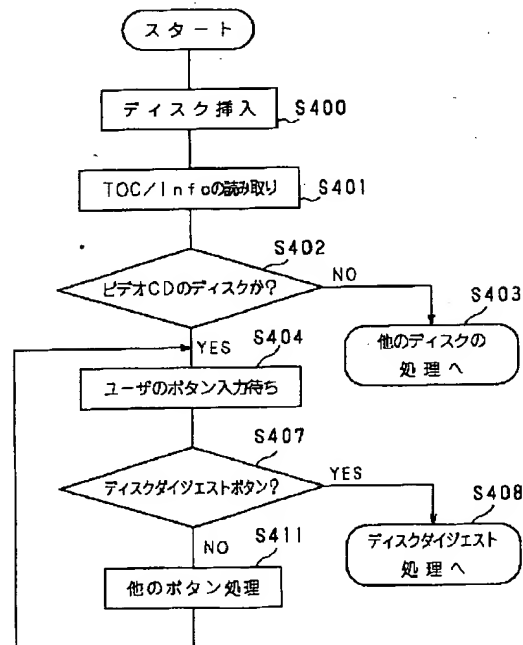 スタート
ディスク挿入
S400
TOC/Infoの読み取り
S401
S402
ビデオCDのディスクか?
NO
S403
他のディスクの
処理へ
YES
S404
ユーザのボタン入力待ち
S407
ディスクダイジェストボタン?
YES
S408
ディスクダイジェスト
処理へ
NO
S411
他のボタン処理